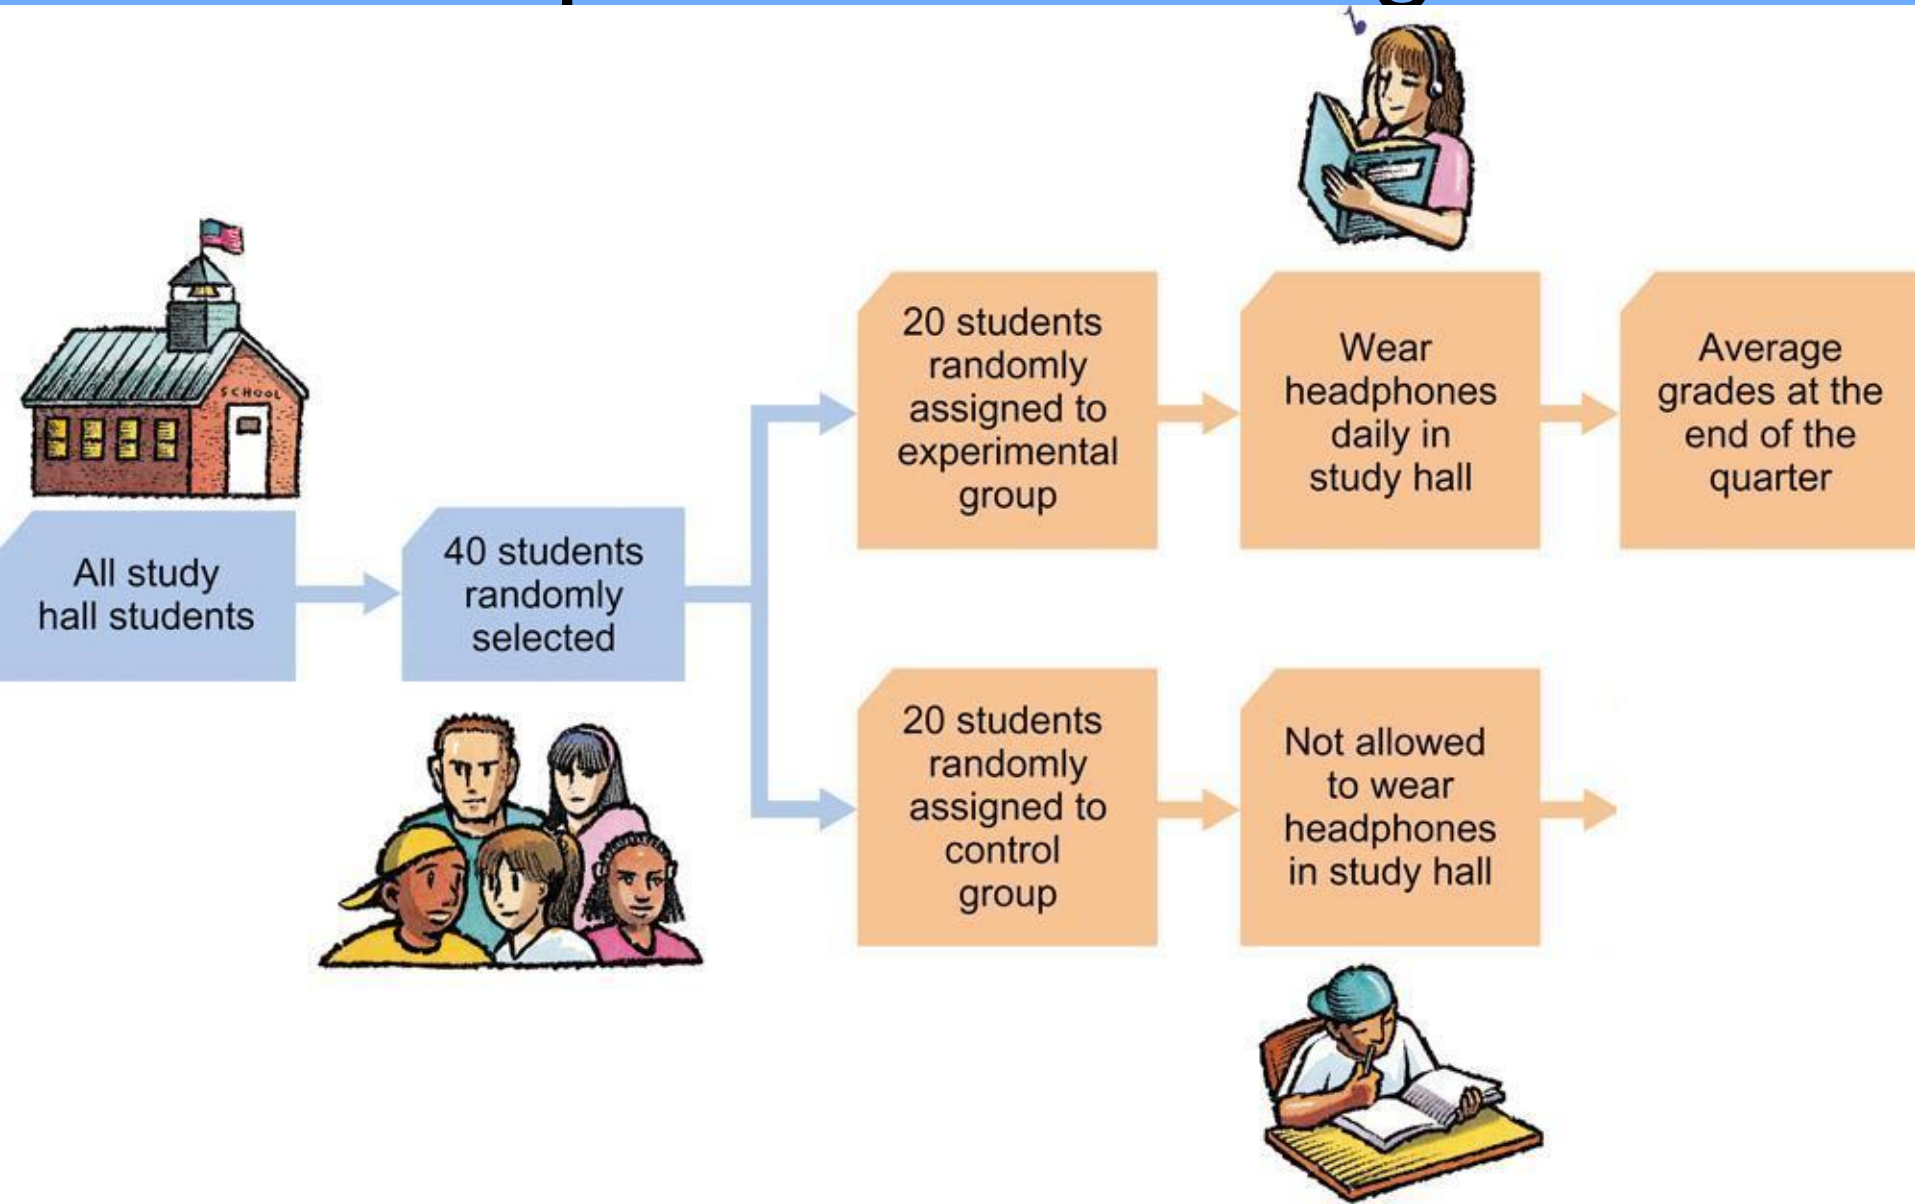 SCHOOL
All study
hall students
40 students
randomly
selected
20 students
randomly
assigned to
experimental
group
Wear
headphones
daily in
study hall
Average
grades at the
end of the
quarter
20 students
randomly
assigned to
control
group
Not allowed
to wear
headphones
in study hall